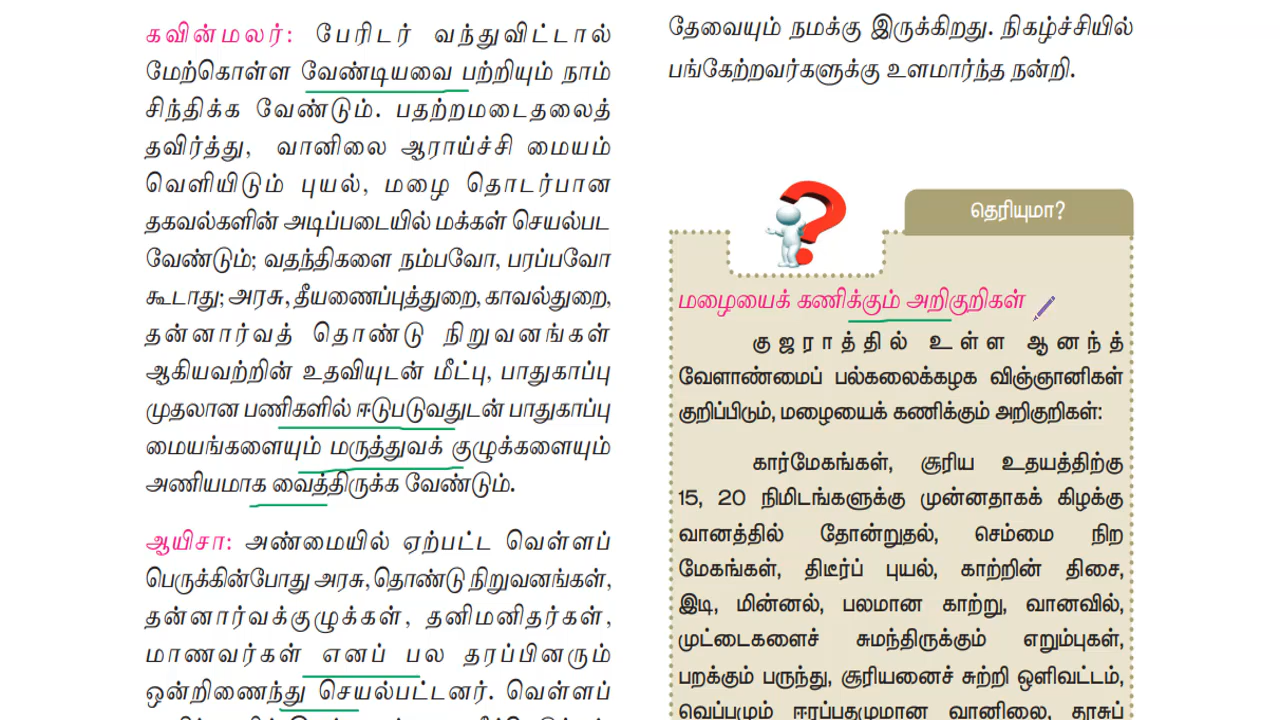 கவின்மலர்: பேரிடர் வந்துவிட்டால்
மேற்கொள்ள வேண்டியவை பற்றியும் நாம்
சிந்திக்க வேண்டும். பதற்றமடைதலைத்
தவிர்த்து, வானிலை ஆராய்ச்சி மையம்
வெளியிடும் புயல், மழை தொடர்பான
தகவல்களின் அடிப்படையில் மக்கள் செயல்பட
வேண்டும்; வதந்திகளை நம்பவோ, பரப்பவோ
கூடாது; அரசு, தீயணைப்புத்துறை, காவல்துறை,
தன்னார்வத் தொண்டு நிறுவனங்கள்
ஆகியவற்றின் உதவியுடன் மீட்பு, பாதுகாப்பு
முதலான பணிகளில் ஈடுபடுவதுடன் பாதுகாப்பு
மையங்களையும் மருத்துவக் குழுக்களையும்
அணியமாக வைத்திருக்க வேண்டும்.
ஆயிசா: அண்மையில் ஏற்பட்ட வெள்ளப்
பெருக்கின்போது அரசு, தொண்டு நிறுவனங்கள்,
தன்னார்வக்குழுக்கள், தனிமனிதர்கள்,
மாணவர்கள் எனப் பல தரப்பினரும்
ஒன்றிணைந்து செயல்பட்டனர். வெள்ளப்
தேவையும் நமக்கு இருக்கிறது. நிகழ்ச்சியில்
பங்கேற்றவர்களுக்கு உளமார்ந்த நன்றி.
தெரியுமா?
மழையைக் கணிக்கும் அறிகுறிகள்
குஜராத்தில் உள்ள ஆனந்த்
வேளாண்மைப் பல்கலைக்கழக விஞ்ஞானிகள்
குறிப்பிடும், மழையைக் கணிக்கும் அறிகுறிகள்:
கார்மேகங்கள், சூரிய உதயத்திற்கு
15, 20 நிமிடங்களுக்கு முன்னதாகக் கிழக்கு
வானத்தில் தோன்றுதல், செம்மை நிற
மேகங்கள், திடீர்ப் புயல், காற்றின் திசை,
இடி, மின்னல், பலமான காற்று, வானவில்,
முட்டைகளைச் சுமந்திருக்கும் எறும்புகள்,
பறக்கும் பருந்து, சூரியனைச் சுற்றி ஒளிவட்டம்,
வெப்பமும் ஈரப்பதமுமான வானிலை, தூசுப்